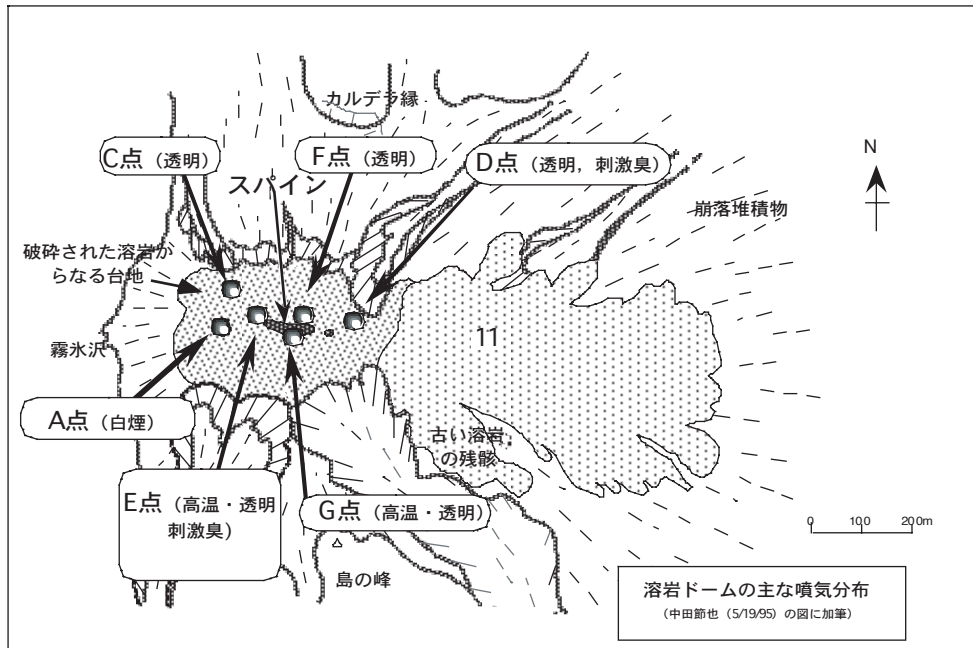 カルデラ縁
C点（透明）
F点（透明）
D点（透明，刺激臭）
スパイン
N
崩落堆積物
破砕された溶岩が
らなる台地
11
霧氷沢
A点（白煙）
古い溶岩
の残骸
E点（高温・透明
刺激臭)
G点（高温・透明）
島の峰
0 100 200m
溶岩ドームの主な噴気分布
（中田節也（5/19/95）の図に加筆）